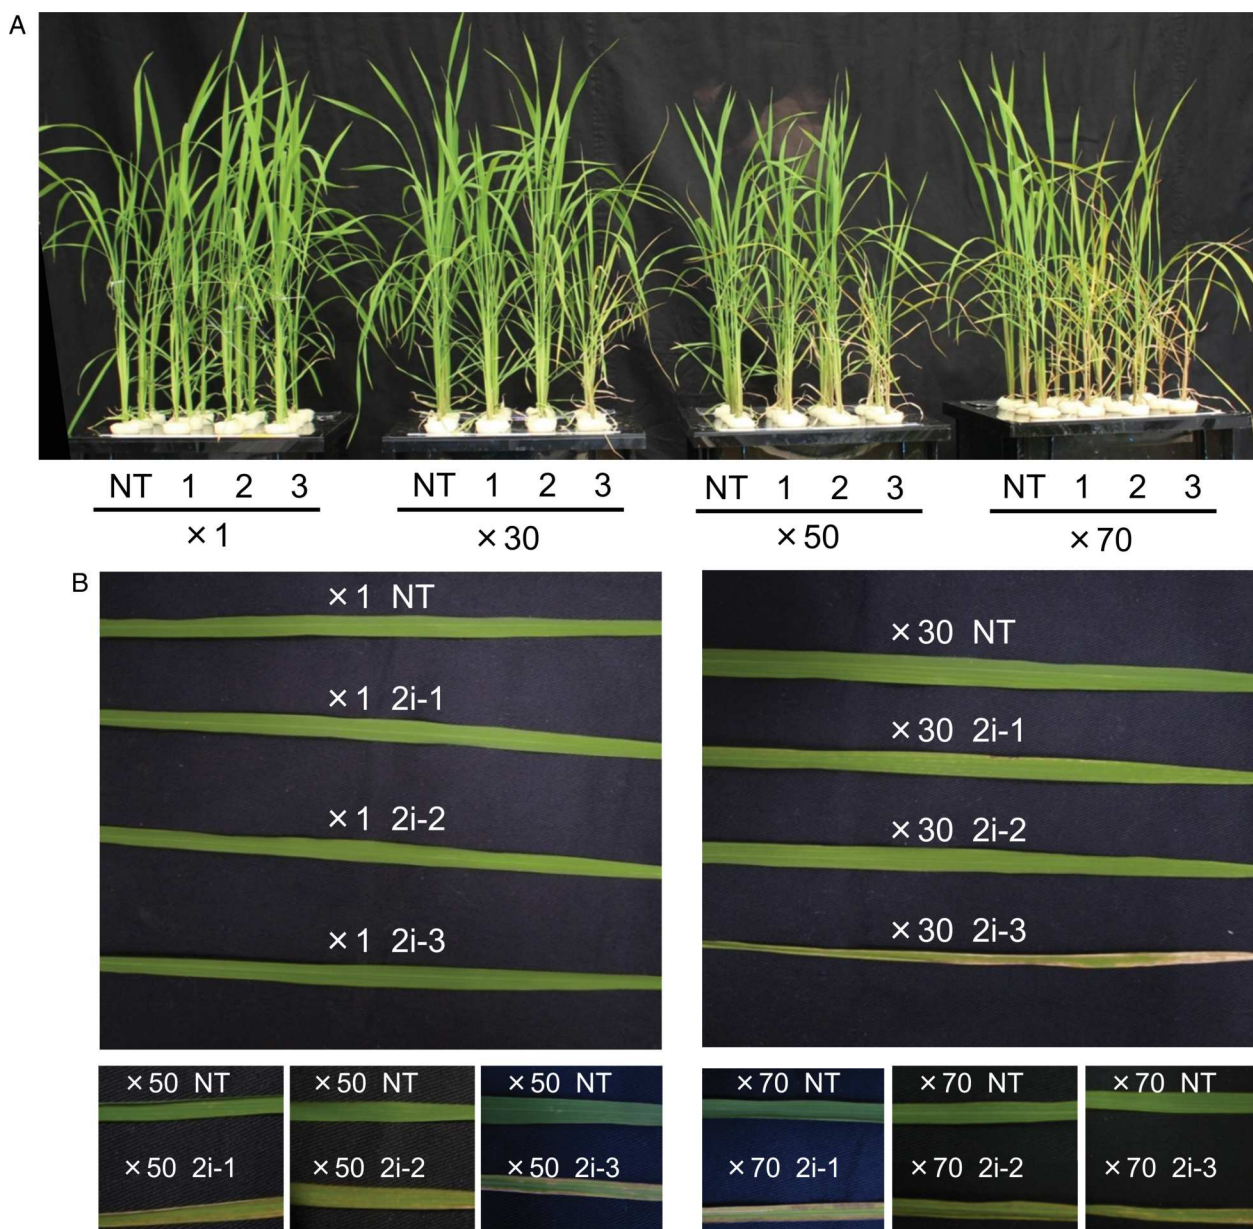 A
NT 1 2 3 NT 1 2 3 NT 1 2 3 NT 1 2 3
×1 ×30 ×50 ×70
B
×1 NT
×1 2i-1
×1 2i-2
×1 2i-3
×30 NT
×30 2i-1
×30 2i-2
×30 2i-3
×50 NT
×50 2i-1
×50 NT
×50 2i-2
×50 NT
×50 2i-3
×70 NT
×70 2i-1
×70 NT
×70 2i-2
×70 NT
×70 2i-3